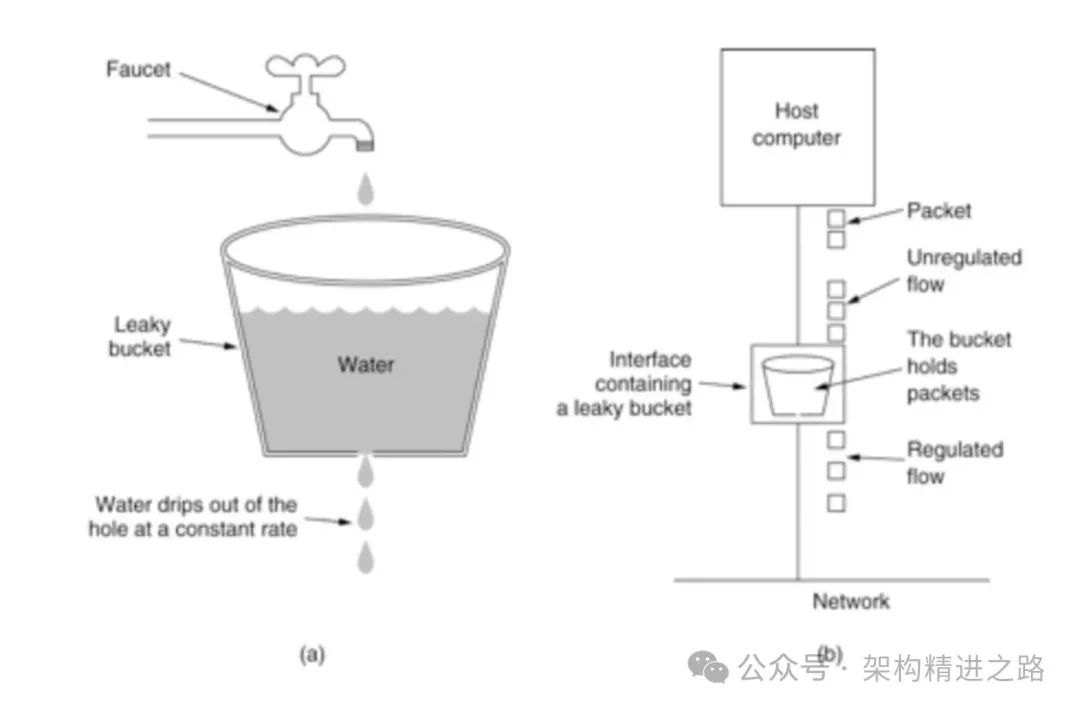 Faucet
Leaky
bucket
Water
Water drips out of the
hole at a constant rate
(a)
Host
computer
Packet
Unregulated
flow
The bucket
holds
packets
Interface
containing
a leaky bucket
Regulated
flow
Network
(b)
公众号 · 架构精进之路